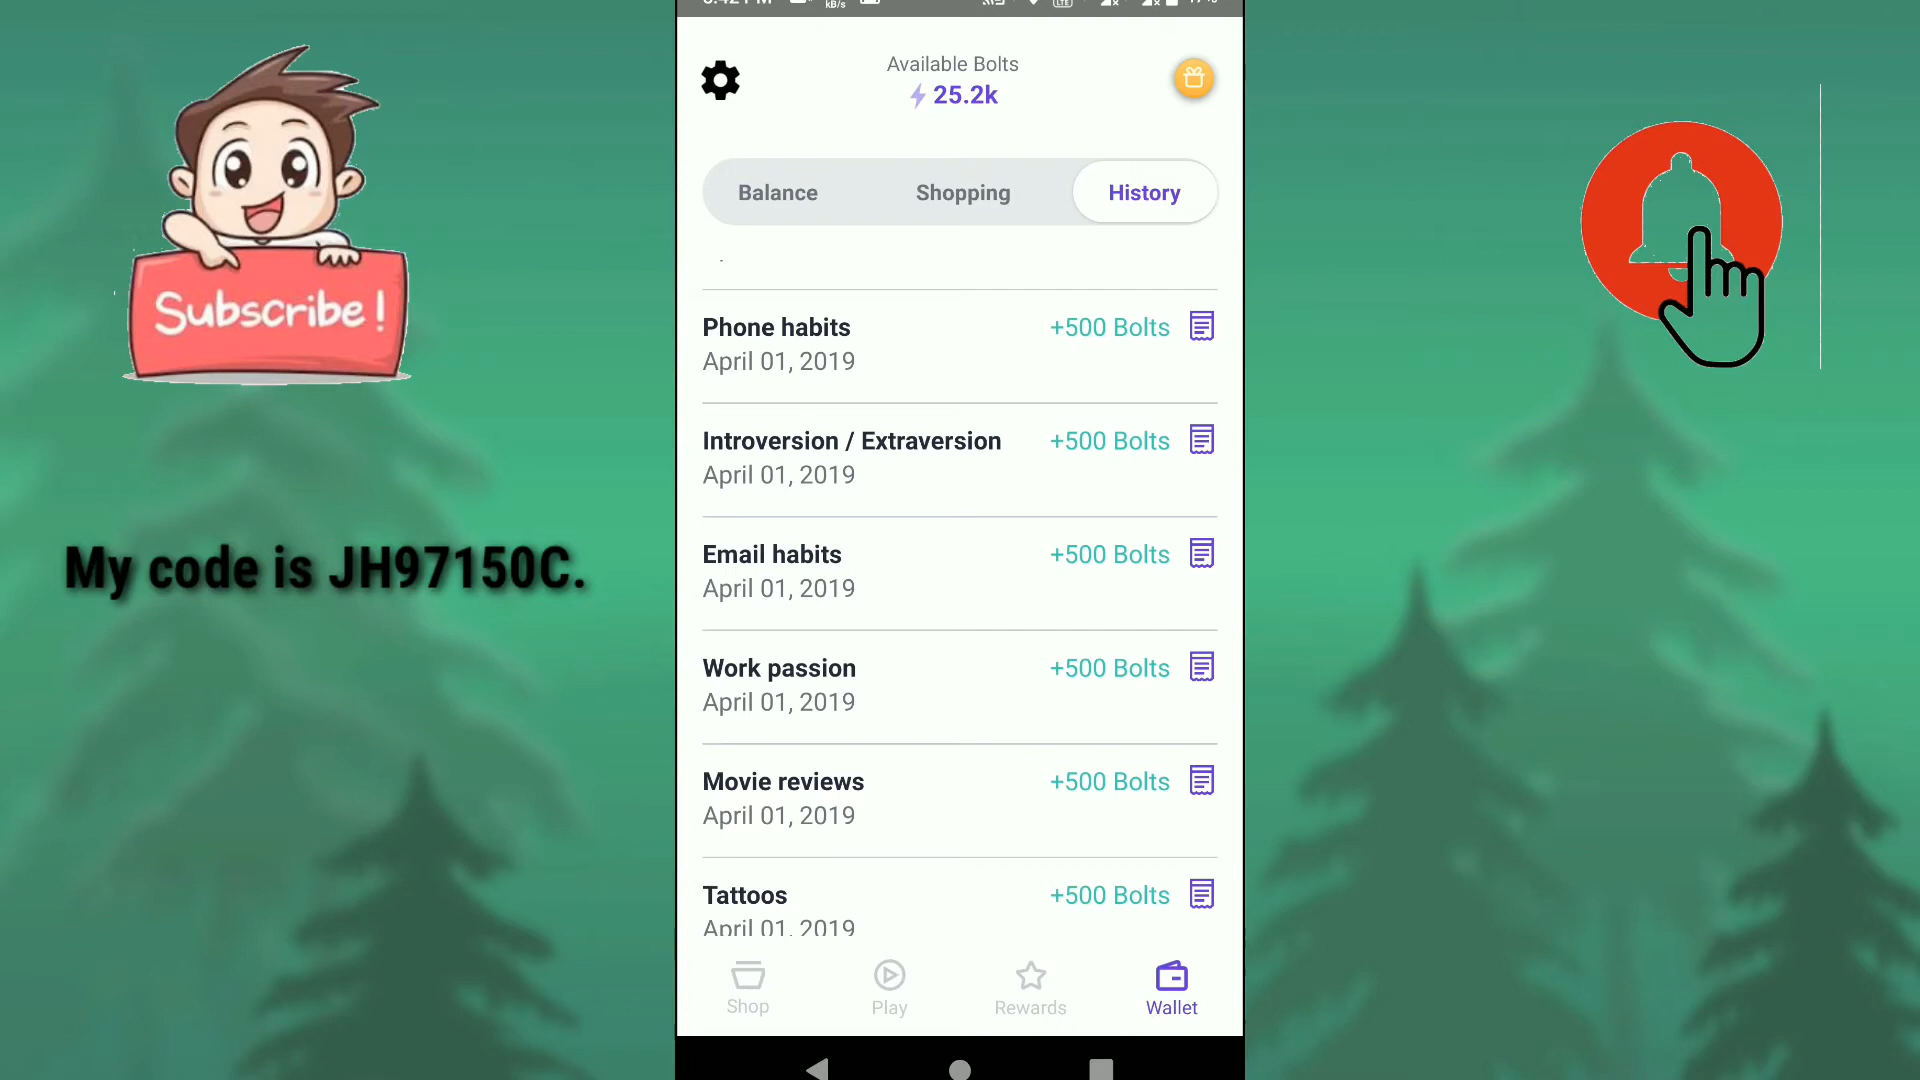 kB/s
LTE
Available Bolts
25.2k
Balance
Shopping
History
Subscribe!
Phone habits
+500 Bolts
April 01, 2019
Introversion / Extraversion
+500 Bolts
April 01, 2019
My code is JH97150C.
Email habits
+500 Bolts
April 01, 2019
Work passion
+500 Bolts
April 01, 2019
Movie reviews
+500 Bolts
April 01, 2019
Tattoos
+500 Bolts
April 01, 2019
Shop
Play
Rewards
Wallet